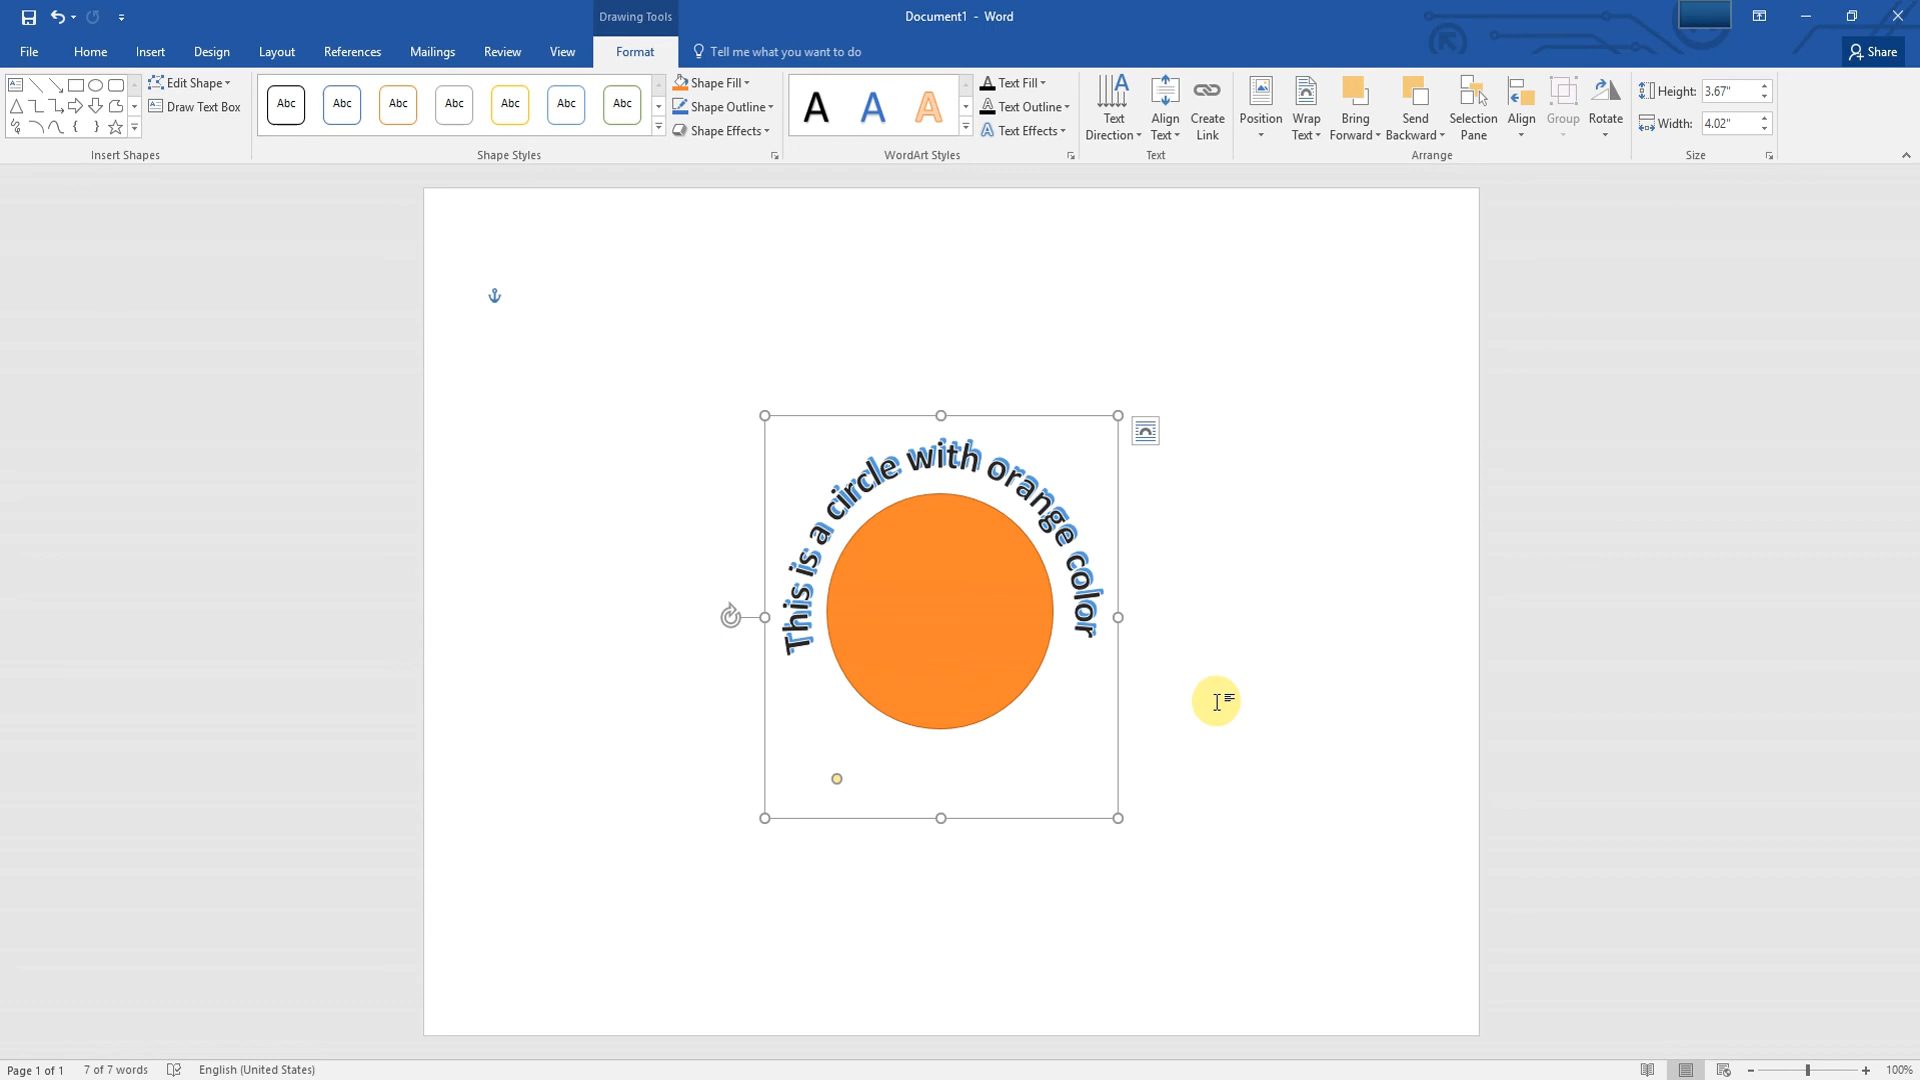 Drawing Tools
Document1 - Word
File Home Insert Design Layout References Mailings Review View Format Tell me what you want to do Share
Edit Shape
Draw Text Box
Insert Shapes
Abc Abc Abc Abc Abc Abc Abc
Shape Fill
Shape Outline
Shape Effects
Shape Styles
A A A
Text Fill
Text Outline
Text Effects
WordArt Styles
Text Direction
Align Text
Create Link
Text
Position
Wrap Text
Bring Forward
Send Backward
Selection Pane
Align
Group
Rotate
Arrange
Height: 3.67"
Width: 4.02"
Size
This is a circle with orange color
Page 1 of 1 7 of 7 words English (United States) 100%